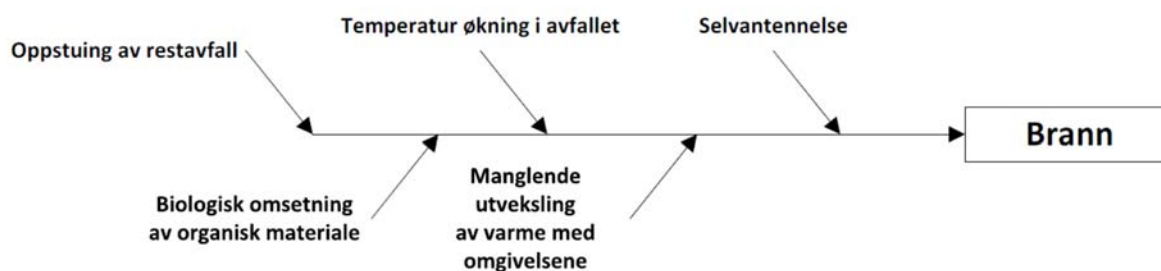 Oppstuing av restavfall
Temperatur økning i avfallet
Selvantennelse
Brann
Biologisk omsetning
av organisk materiale
Manglende
utveksling
av varme med
omgivelsene